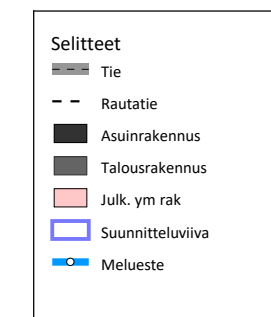 Selitteet
Tie
Rautatie
Asuinrakennus
Talousrakennus
Julk. ym rak
Suunnitteluviiva
Melueste